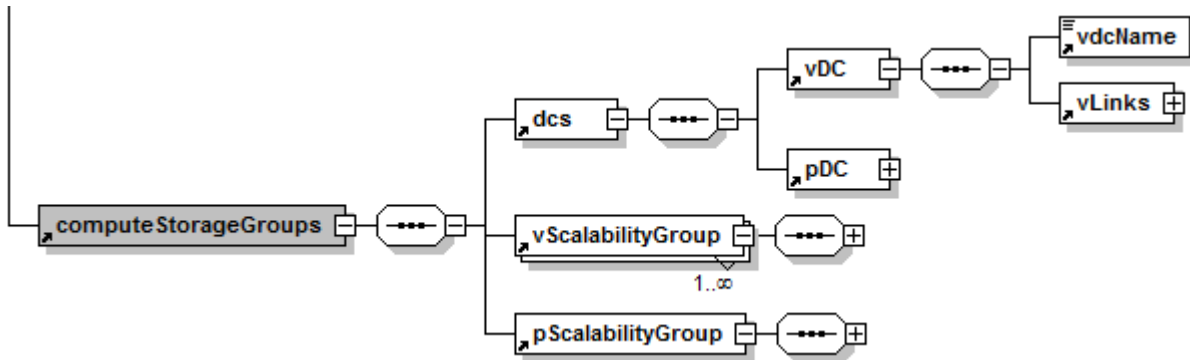 vdcName
vDC
vLinks
dcs
pDC
computeStorageGroups
vScalabilityGroup
1..∞
pScalabilityGroup